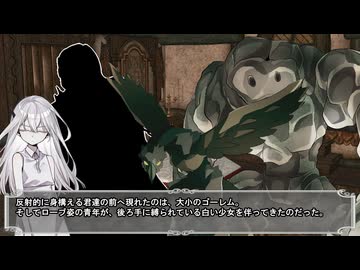 反射的に身構える君達の前へ現れたのは、大小のゴーレム。
そしてローブ姿の青年が、後ろ手に縛られている白い少女を伴ってきたのだった。